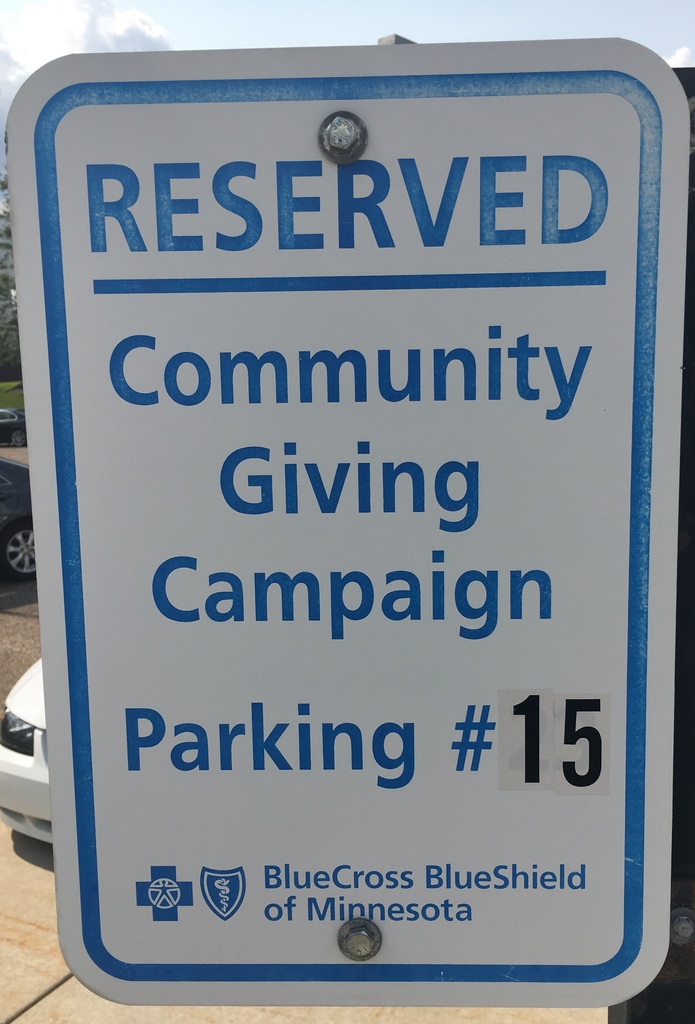 RESERVED
Community
Giving
Campaign
Parking #15
BlueCross BlueShield
of Minnesota